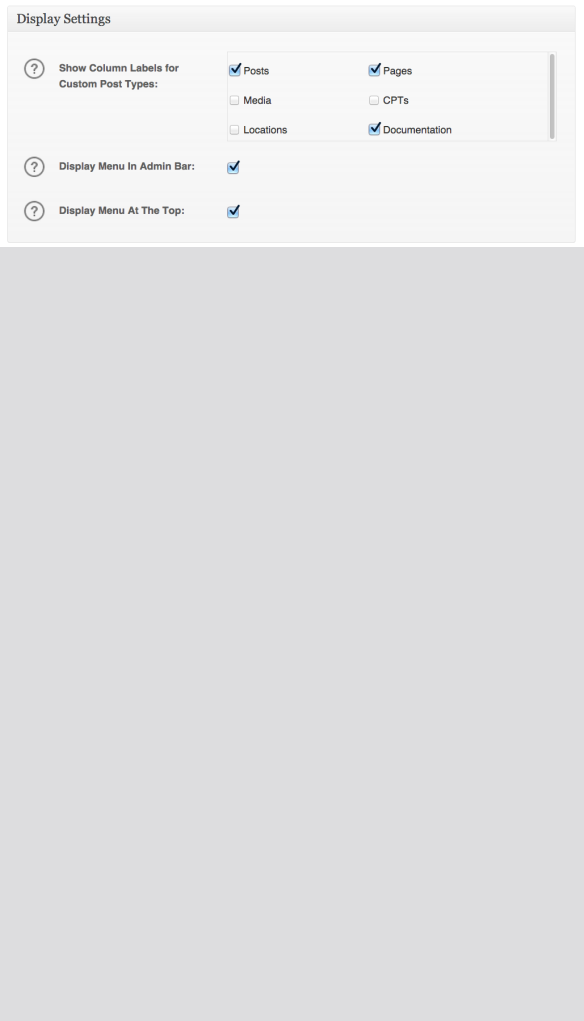 Display Settings
? Show Column Labels for
Custom Post Types:
Posts Pages
Media CPTs
Locations Documentation
? Display Menu In Admin Bar:
? Display Menu At The Top: